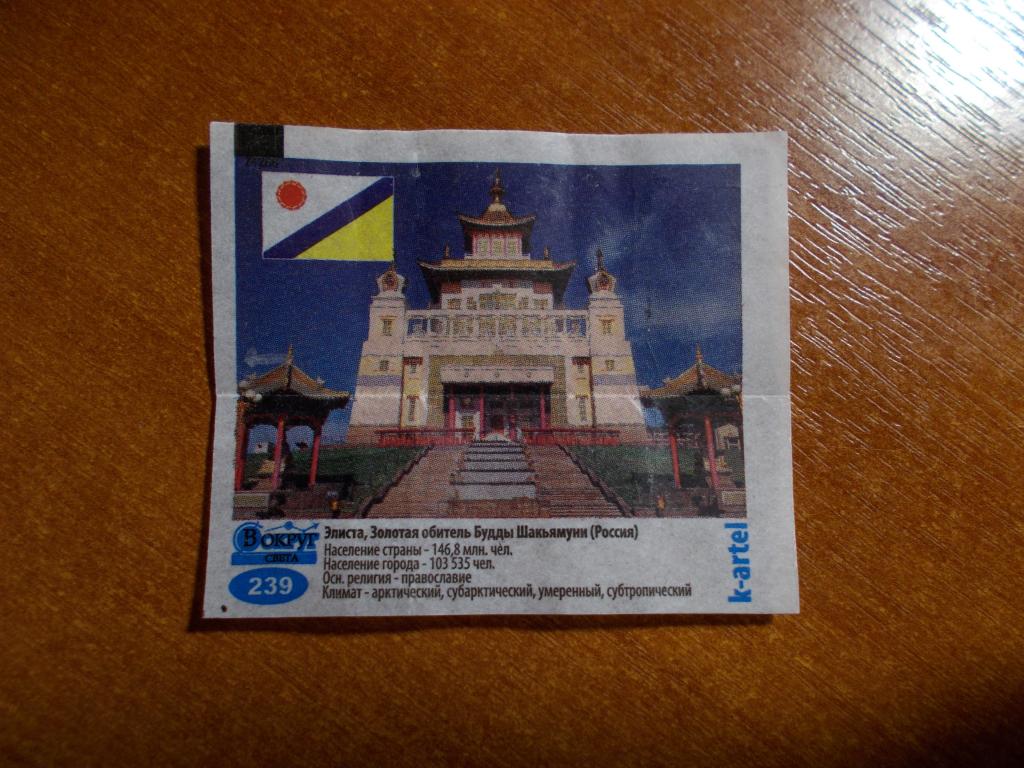 Элиста, Золотая обитель Будды Шакьямуни (Россия)
Население страны - 146,8 млн. чел.
Население города - 103 535 чел.
Осн. религия - православие
Климат - арктический, субарктический, умеренный, субтропический
ВОКРУГ
СВЕТА
239
k-artel